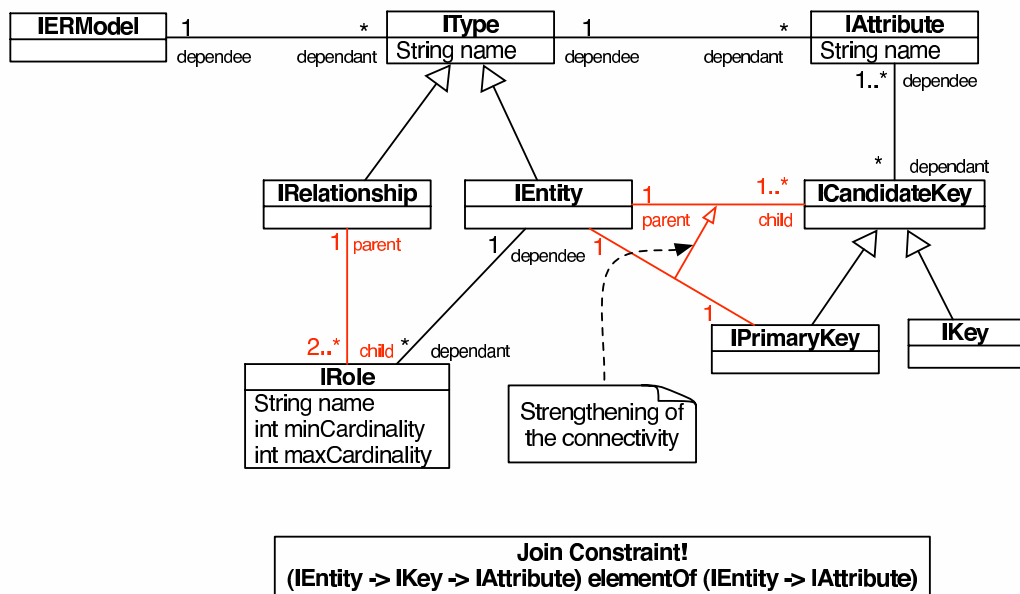 IERModel
1
dependee
*
dependant
IType
String name
1
dependee
*
dependant
IAttribute
String name
1..*
dependee
*
dependant
IRelationship
IEntity
1
parent
1..*
child
ICandidateKey
1
parent
1
dependee
1
1
2..*
child
*
dependant
IPrimaryKey
IKey
IRole
String name
int minCardinality
int maxCardinality
Strengthening of
the connectivity
Join Constraint!
(IEntity -> IKey -> IAttribute) elementOf (IEntity -> IAttribute)